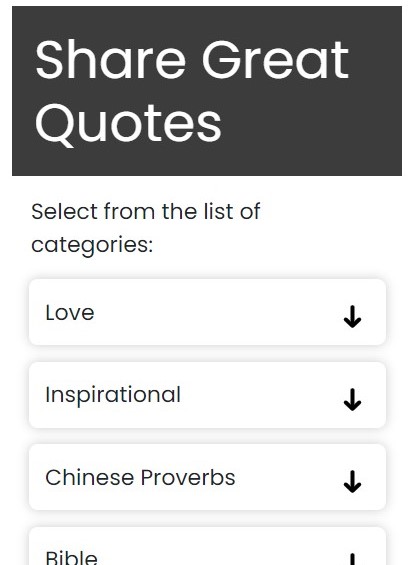 Share Great
Quotes
Select from the list of
categories:
Love
Inspirational
Chinese Proverbs
Bible